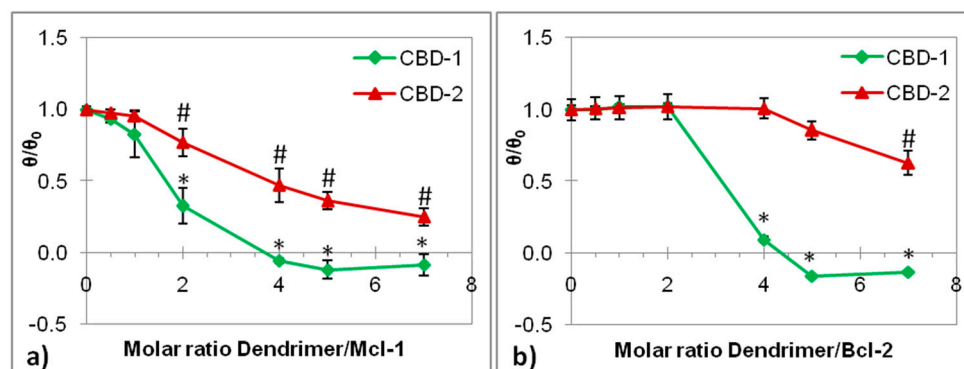 1.5
1.0
0.5
0.0
-0.5
θ/θ0
CBD-1
CBD-2
#
#
#
#
*
*
*
*
0 2 4 6 8
a) Molar ratio Dendrimer/Mcl-1
1.5
1.0
0.5
0.0
-0.5
θ/θ0
CBD-1
CBD-2
#
*
*
*
0 2 4 6 8
b) Molar ratio Dendrimer/Bcl-2